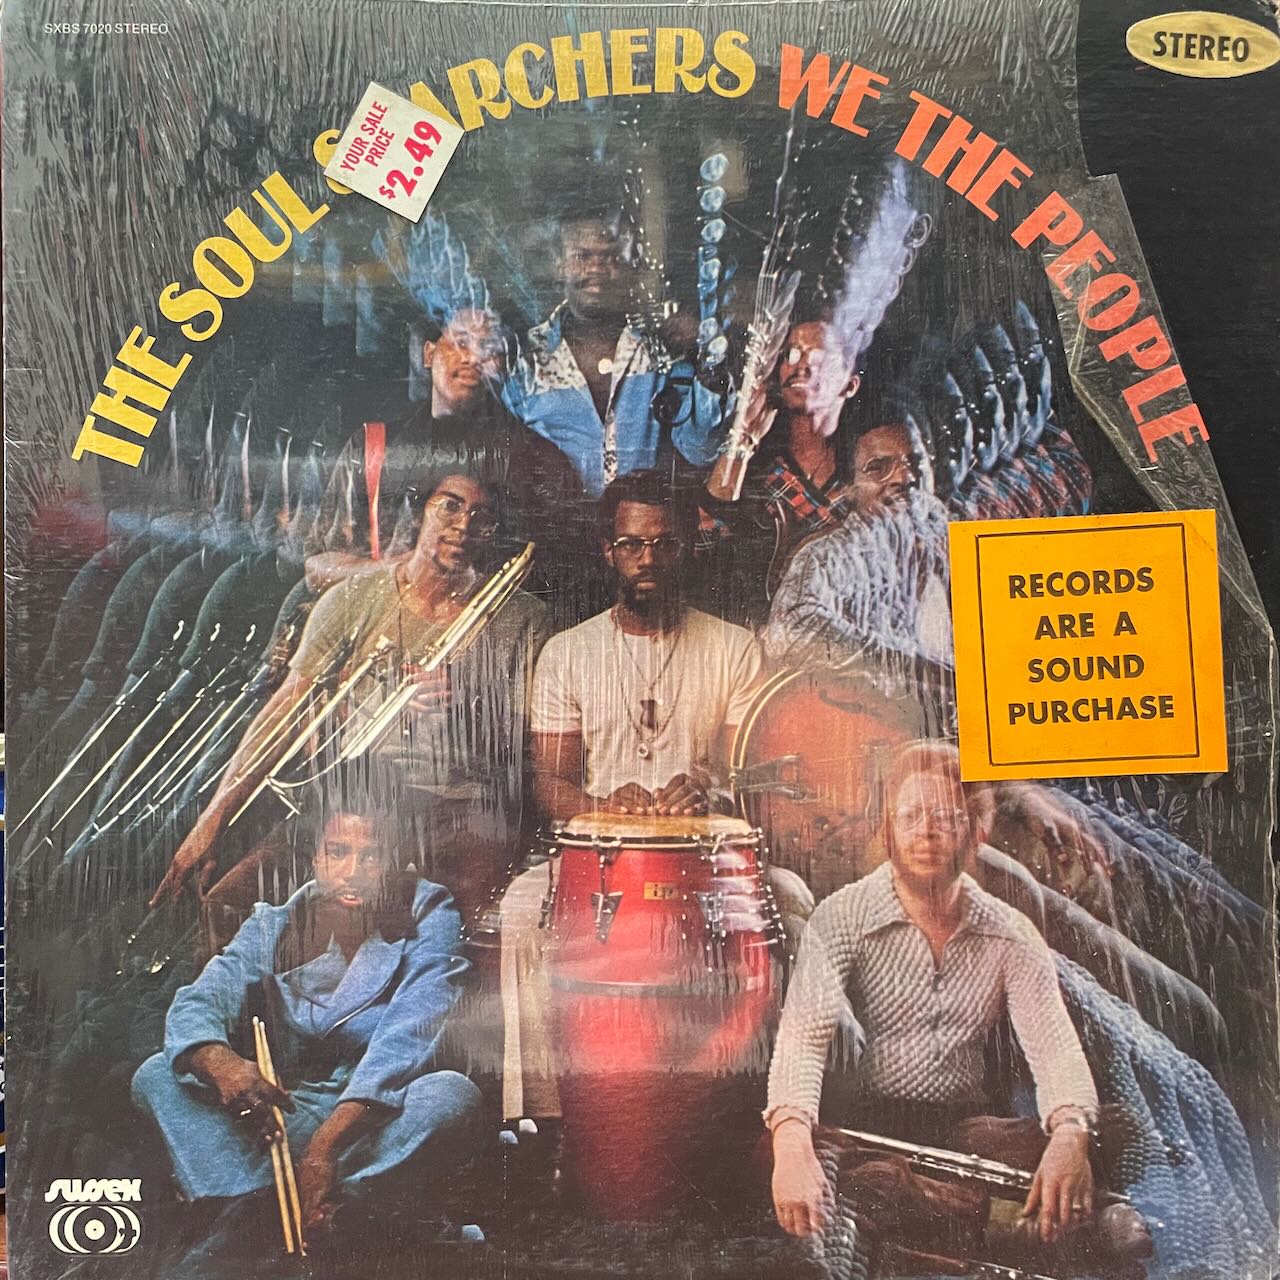 SXBS 7020 STEREO
STEREO
THE SOUL S ARCHERS WE THE PEOPLE
YOUR SALE
PRICE
$2.49
RECORDS
ARE A
SOUND
PURCHASE
sussex